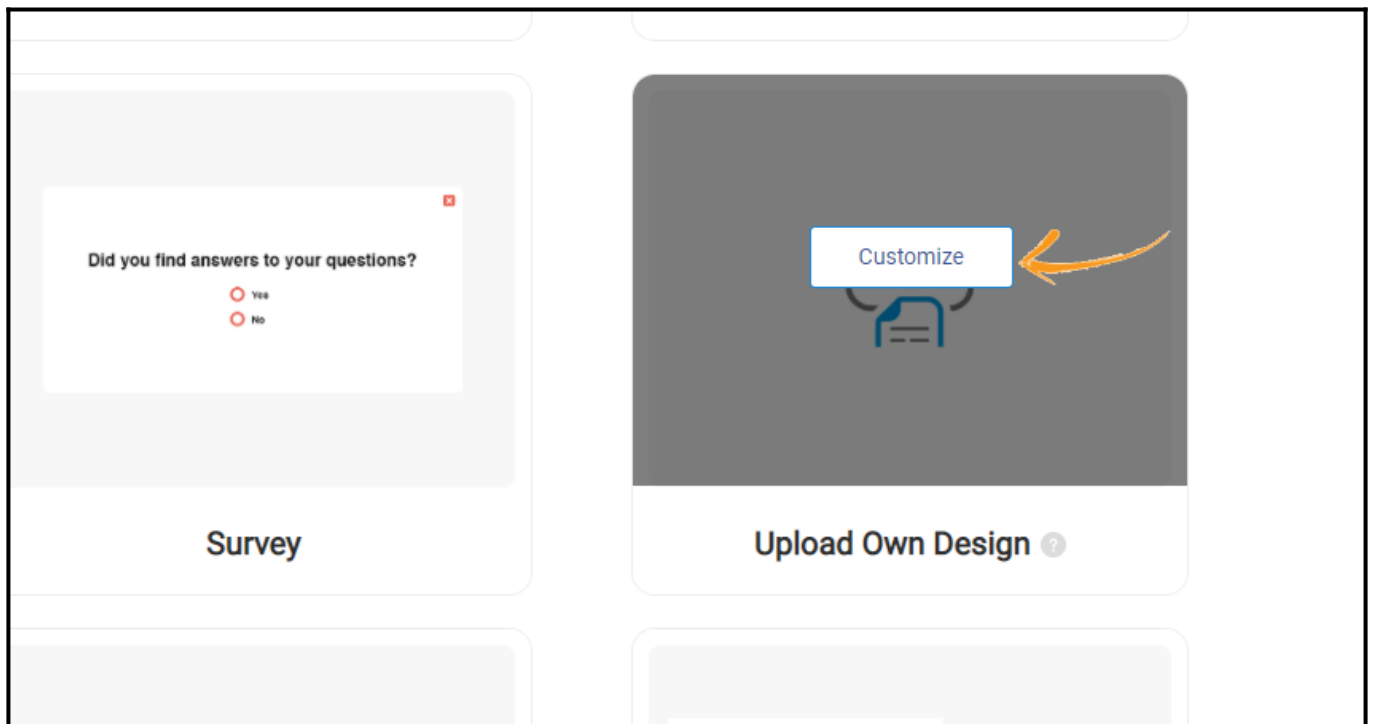 Did you find answers to your questions?
Yes
No
Customize
Survey
Upload Own Design ?